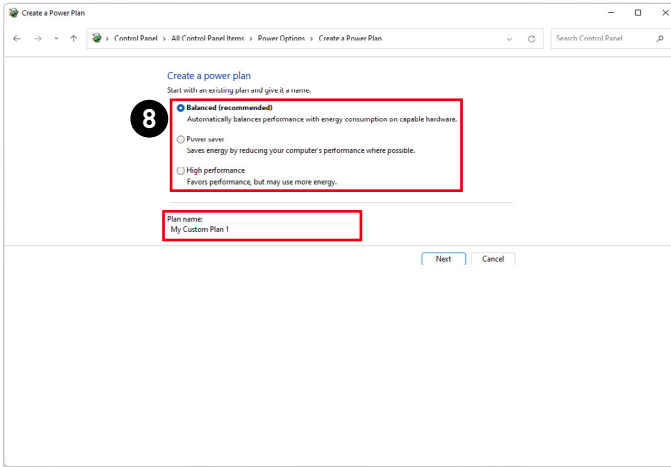 Create a Power Plan
Control Panel › All Control Panel Items › Power Options › Create a Power Plan
Search Control Panel
Create a power plan
Start with an existing plan and give it a name.
8
Balanced (recommended)
Automatically balances performance with energy consumption on capable hardware.
Power saver
Saves energy by reducing your computer's performance where possible.
High performance
Favors performance, but may use more energy.
Plan name:
My Custom Plan 1
Next Cancel